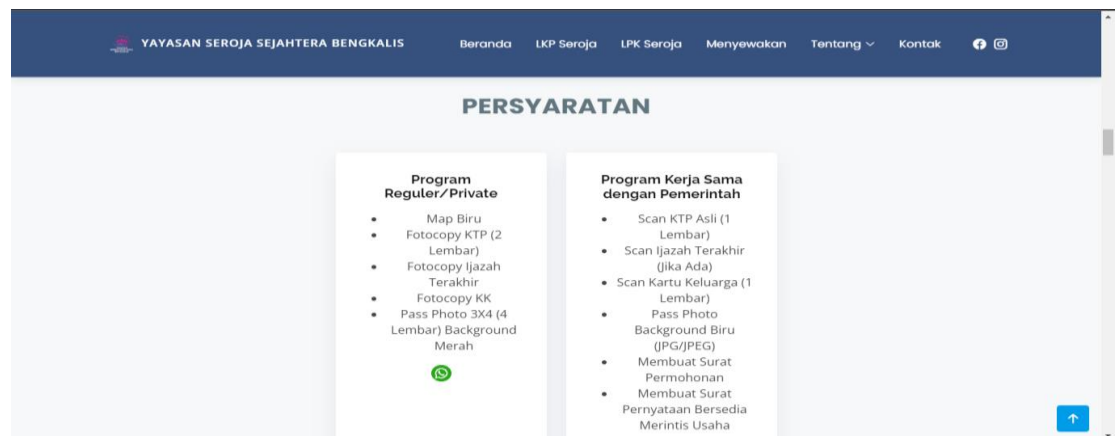 YAYASAN SEROJA SEJAHTERA BENGKALIS
Beranda LKP Seroja LPK Seroja Menyewakan Tentang Kontak
PERSYARATAN
Program
Reguler/Private
• Map Biru
• Fotocopy KTP (2
Lembar)
• Fotocopy Ijazah
Terakhir
• Fotocopy KK
• Pass Photo 3X4 (4
Lembar) Background
Merah
Program Kerja Sama
dengan Pemerintah
• Scan KTP Asli (1
Lembar)
• Scan Ijazah Terakhir
(Jika Ada)
• Scan Kartu Keluarga (1
Lembar)
• Pass Photo
Background Biru
(JPG/JPEG)
• Membuat Surat
Permohonan
• Membuat Surat
Pernyataan Bersedia
Merintis Usaha